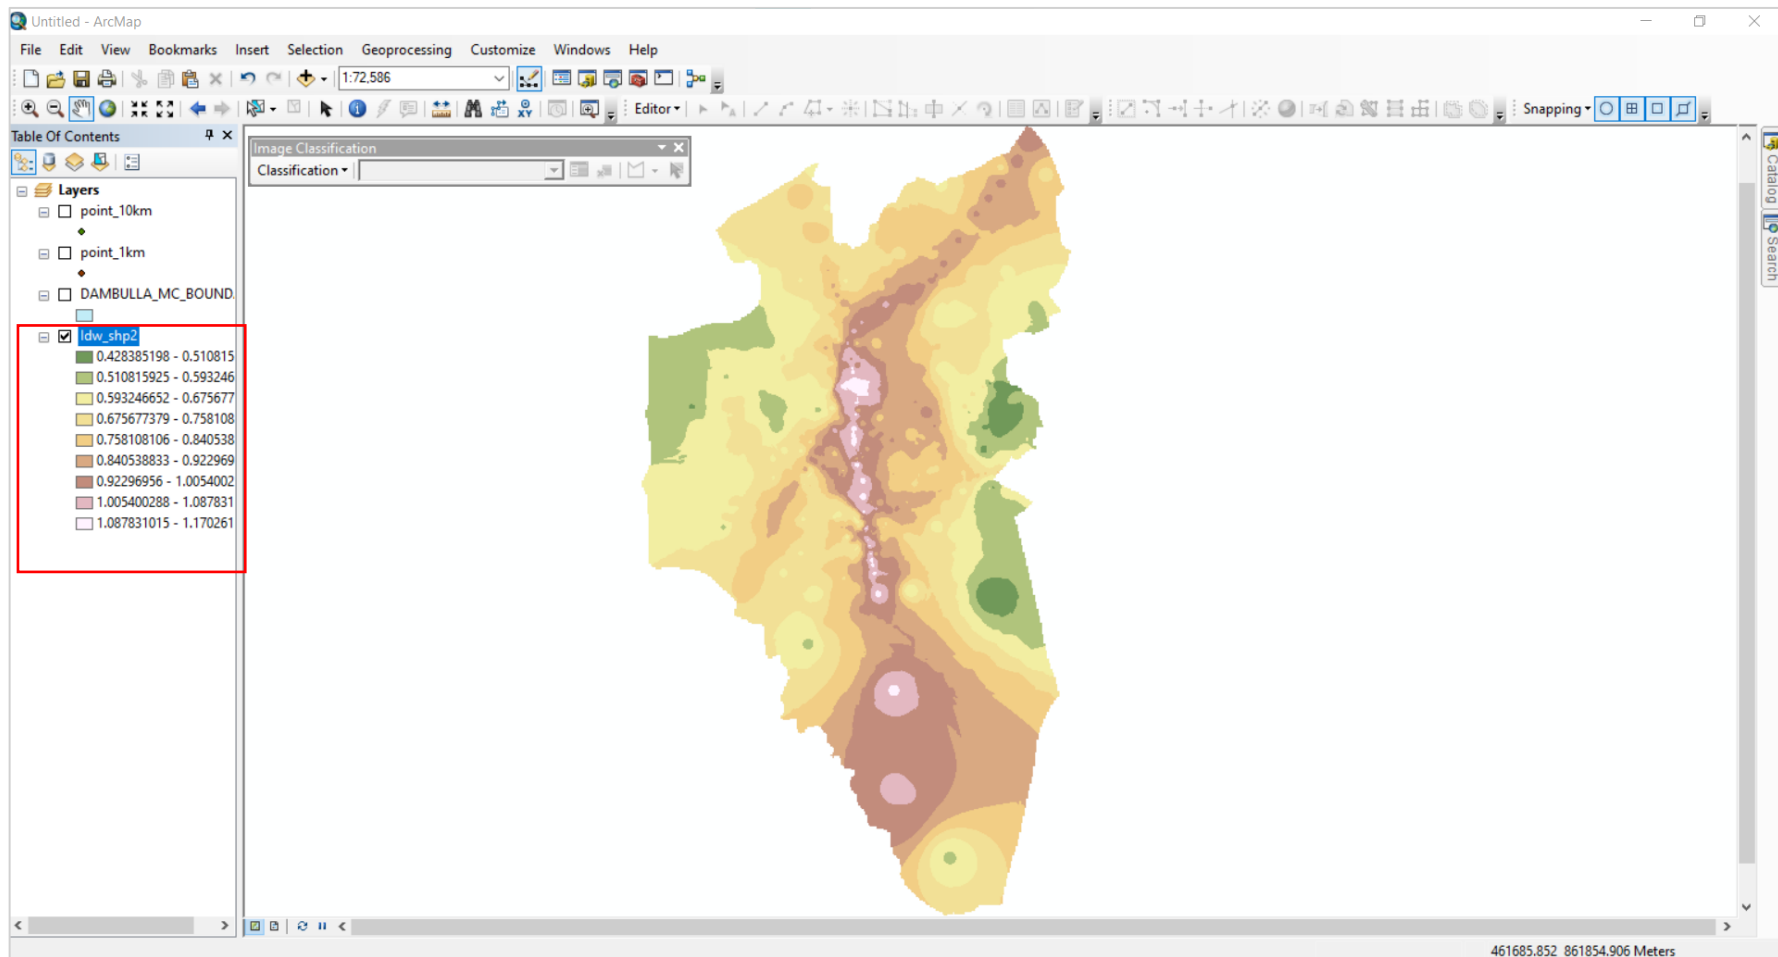 Untitled - ArcMap
File Edit View Bookmarks Insert Selection Geoprocessing Customize Windows Help
1:72,586
Editor
Snapping
Table Of Contents
Image Classification
Classification
Layers
point_10km
point_1km
DAMBULLA_MC_BOUND.
Idw_shp2
0.428385198 - 0.510815
0.510815925 - 0.593246
0.593246652 - 0.675677
0.675677379 - 0.758108
0.758108106 - 0.840538
0.840538833 - 0.922969
0.92296956 - 1.0054002
1.005400288 - 1.087831
1.087831015 - 1.170261
Catalog
Search
461685.852 861854.906 Meters